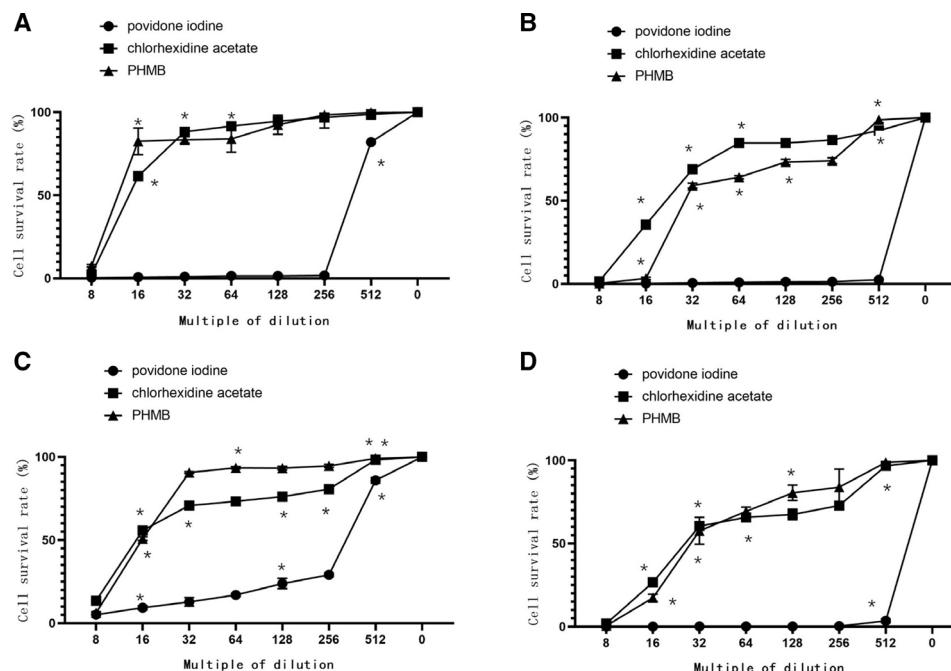 A
povidone iodine
chlorhexidine acetate
PHMB
Cell survival rate (%)
100
50
0
* * * * *
8 16 32 64 128 256 512 0
Multiple of dilution
B
povidone iodine
chlorhexidine acetate
PHMB
Cell survival rate (%)
100
50
0
* * * * * * * * *
8 16 32 64 128 256 512 0
Multiple of dilution
C
povidone iodine
chlorhexidine acetate
PHMB
Cell survival rate (%)
100
50
0
* * * * * * * * * * *
8 16 32 64 128 256 512 0
Multiple of dilution
D
povidone iodine
chlorhexidine acetate
PHMB
Cell survival rate (%)
100
50
0
* * * * * * * *
8 16 32 64 128 256 512 0
Multiple of dilution